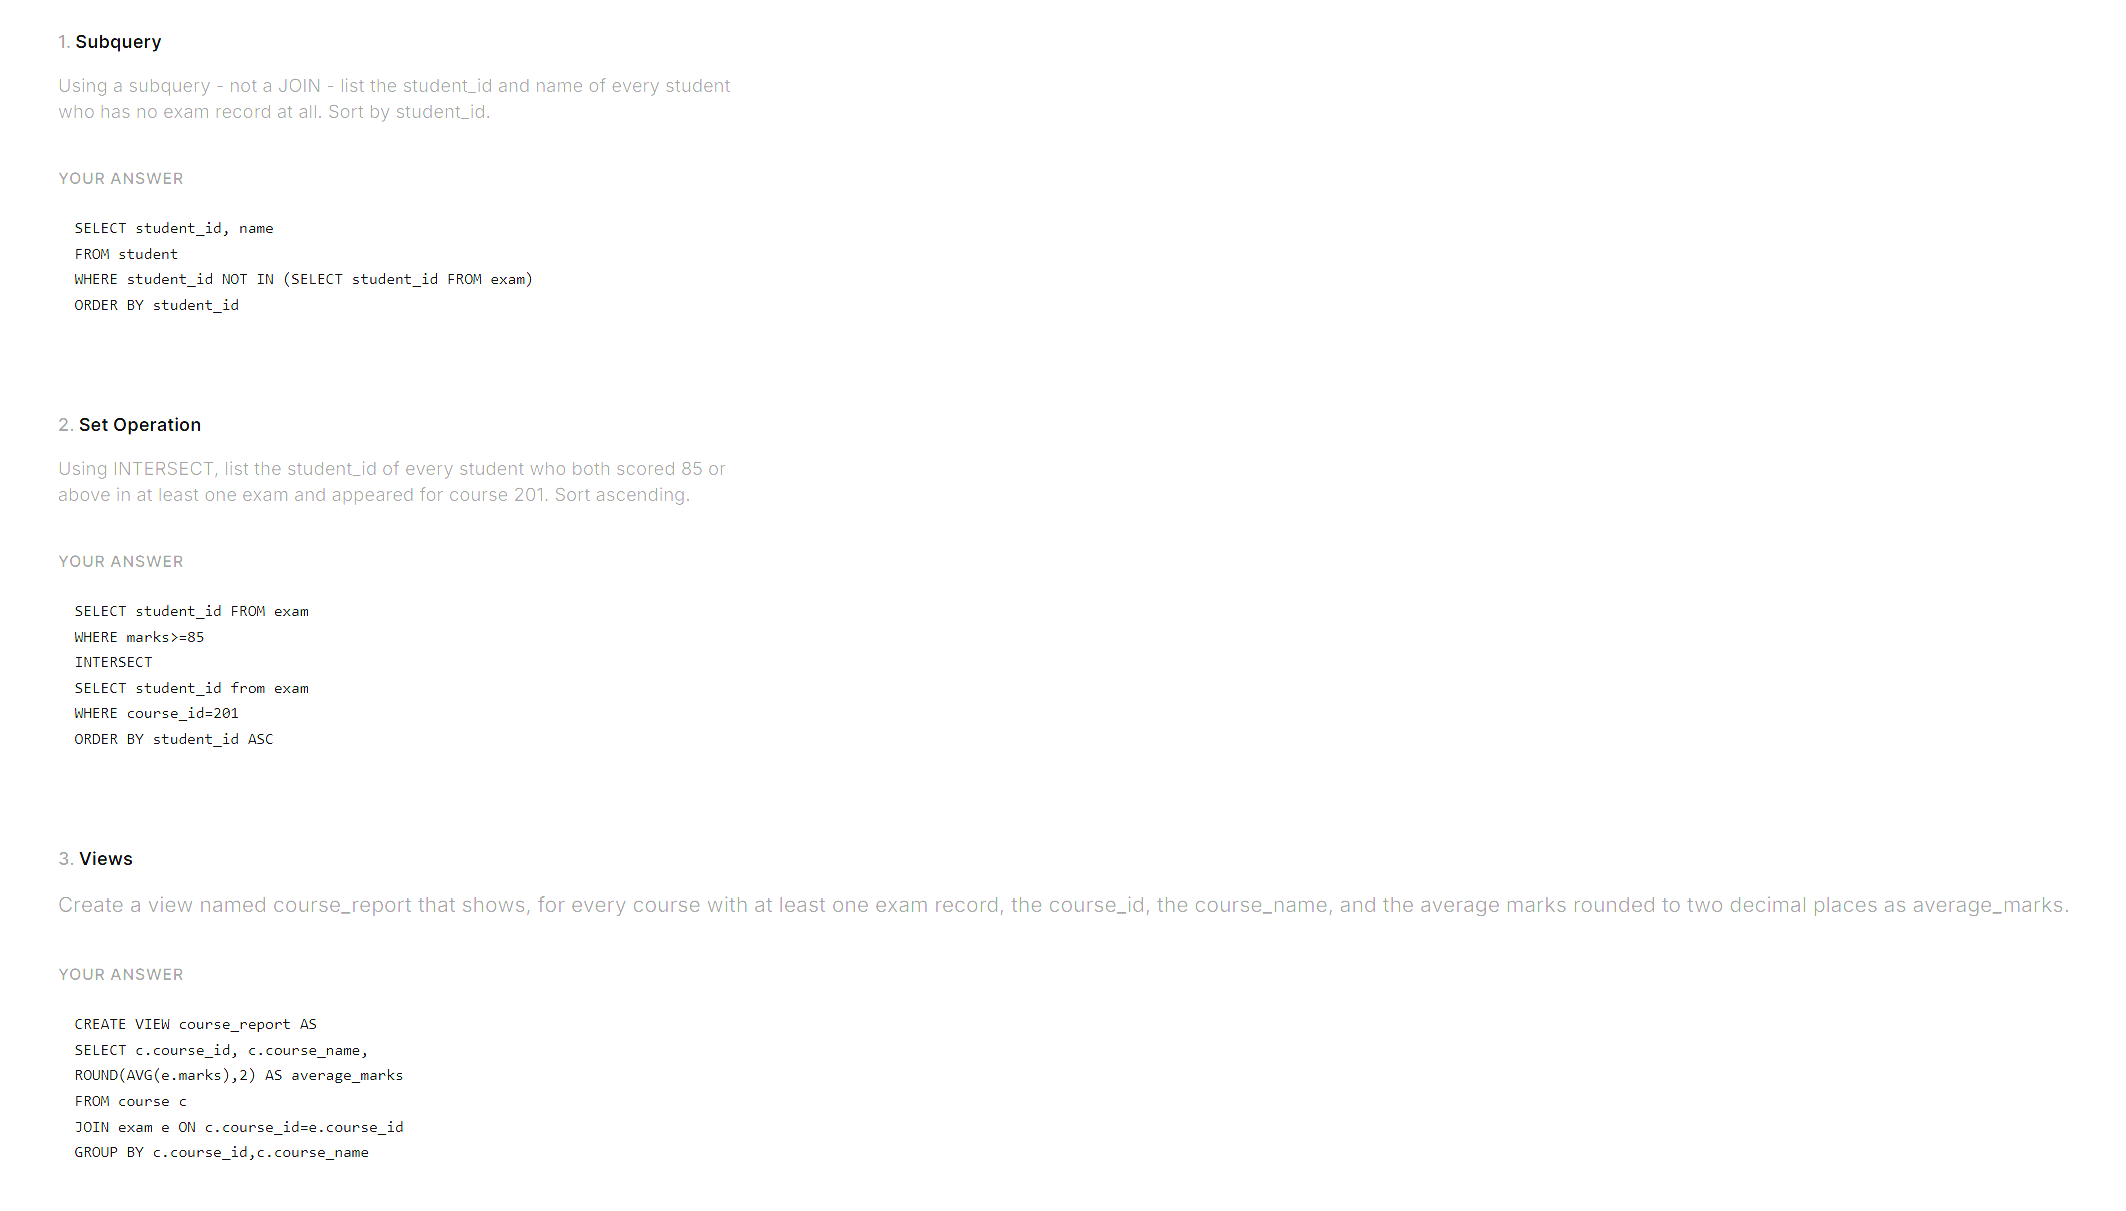 1. Subquery
Using a subquery - not a JOIN - list the student_id and name of every student
who has no exam record at all. Sort by student_id.
YOUR ANSWER
SELECT student_id, name
FROM student
WHERE student_id NOT IN (SELECT student_id FROM exam)
ORDER BY student_id
2. Set Operation
Using INTERSECT, list the student_id of every student who both scored 85 or
above in at least one exam and appeared for course 201. Sort ascending.
YOUR ANSWER
SELECT student_id FROM exam
WHERE marks>=85
INTERSECT
SELECT student_id from exam
WHERE course_id=201
ORDER BY student_id ASC
3. Views
Create a view named course_report that shows, for every course with at least one exam record, the course_id, the course_name, and the average marks rounded to two decimal places as average_marks.
YOUR ANSWER
CREATE VIEW course_report AS
SELECT c.course_id, c.course_name,
ROUND(AVG(e.marks),2) AS average_marks
FROM course c
JOIN exam e ON c.course_id=e.course_id
GROUP BY c.course_id,c.course_name